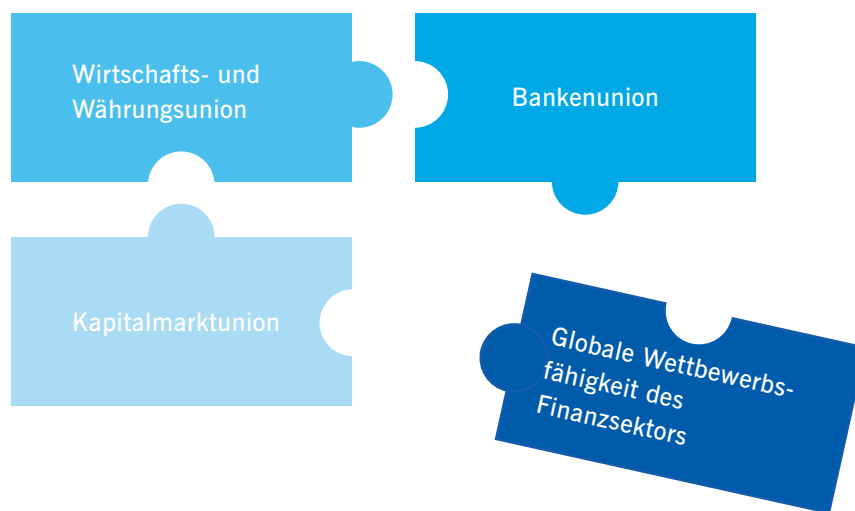 Wirtschafts- und
Währungsunion
Bankenunion
Kapitalmarktunion
Globale Wettbewerbs-
fähigkeit des
Finanzsektors